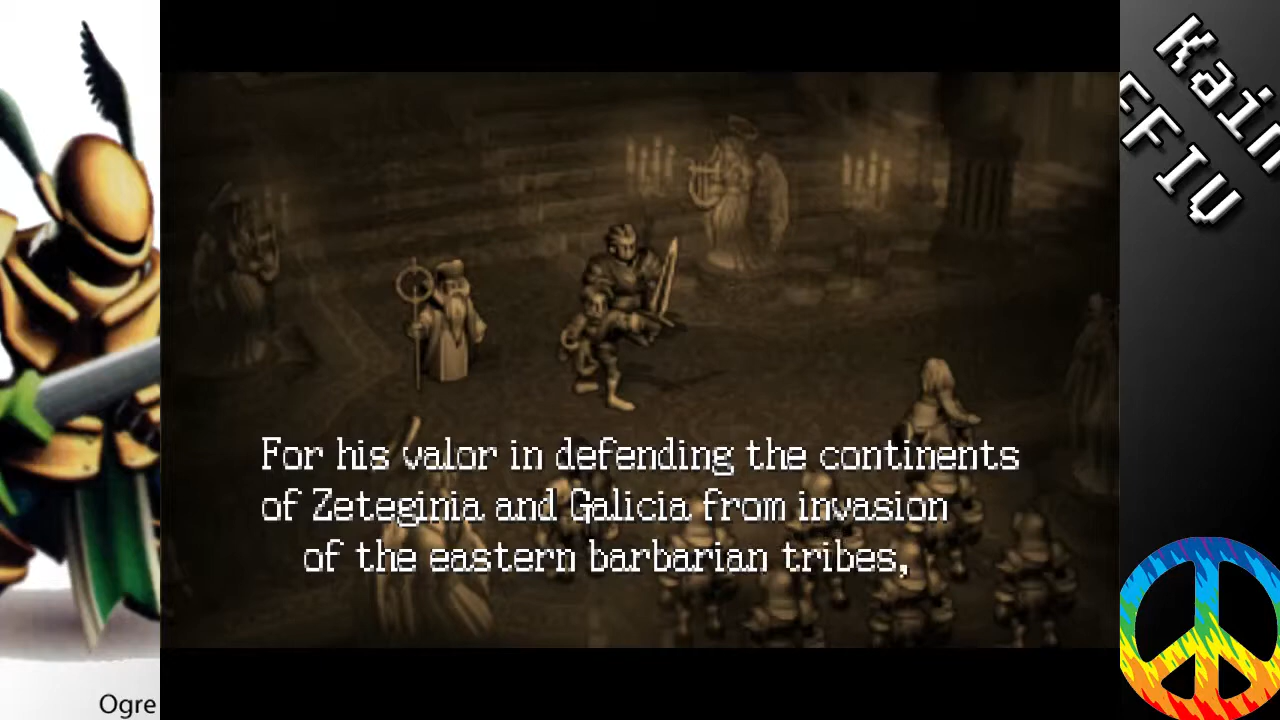 Kain
FFIV
For his valor in defending the continents
of Zeteginia and Galicia from invasion
of the eastern barbarian tribes,
Ogre